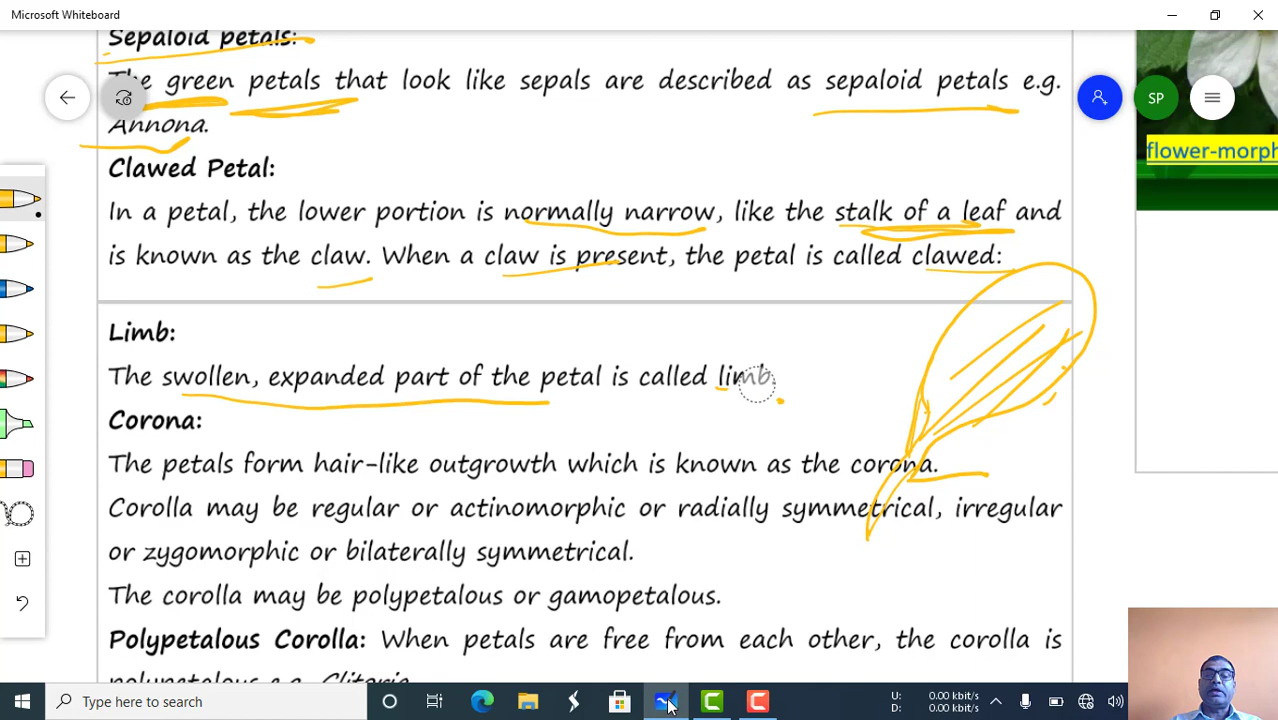 Microsoft Whiteboard
Sepaloid petals:
The green petals that look like sepals are described as sepaloid petals e.g.
Annona.
SP
flower-morph
Clawed Petal:
In a petal, the lower portion is normally narrow, like the stalk of a leaf and
is known as the claw. When a claw is present, the petal is called clawed:
Limb:
The swollen, expanded part of the petal is called limb.
Corona:
The petals form hair-like outgrowth which is known as the corona.
Corolla may be regular or actinomorphic or radially symmetrical, irregular
or zygomorphic or bilaterally symmetrical.
The corolla may be polypetalous or gamopetalous.
Polypetalous Corolla: When petals are free from each other, the corolla is
polypetalous e.g. Clitoria
Type here to search
U: 0.00 kbit/s
D: 0.00 kbit/s